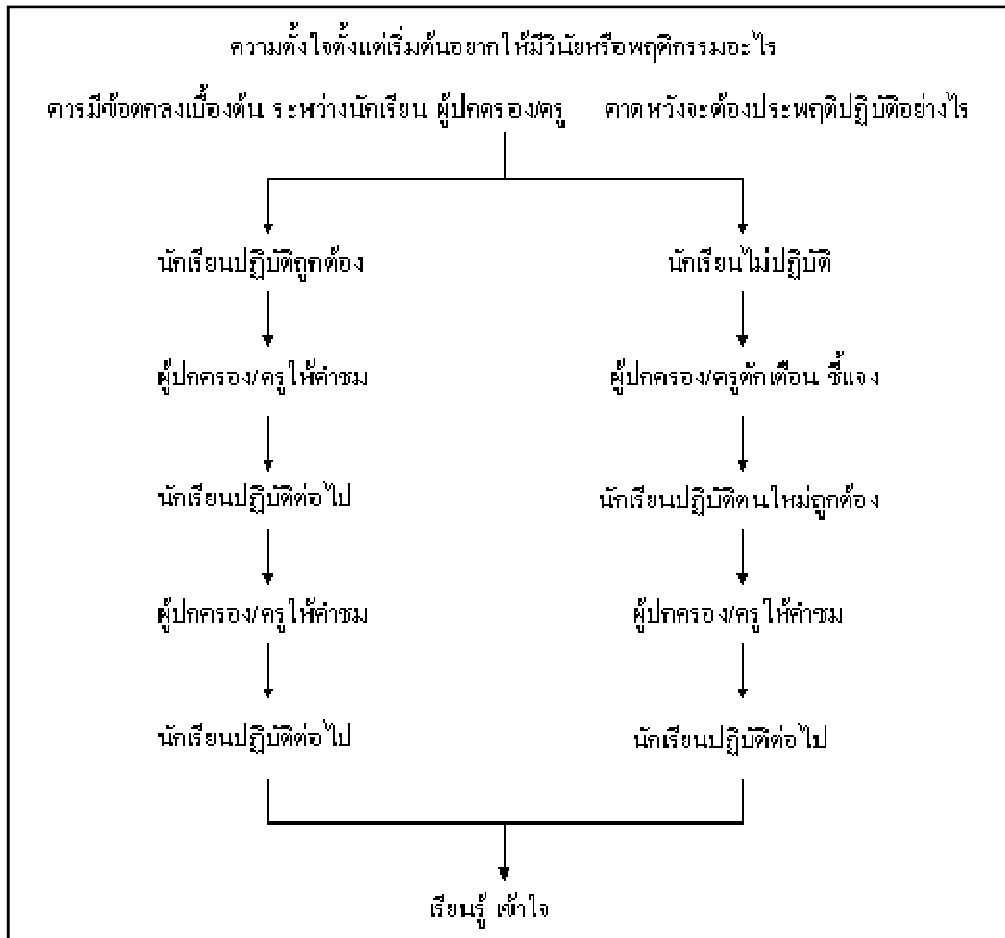 ความตั้งใจตั้งแต่เริ่มต้นอยากให้มีวินัยหรือพฤติกรรมอะไร
ควรมีข้อตกลงเบื้องต้น ระหว่างนักเรียน ผู้ปกครอง/ครู คาดหวังจะต้องประพฤติปฏิบัติอย่างไร
นักเรียนปฏิบัติถูกต้อง
นักเรียนไม่ปฏิบัติ
ผู้ปกครอง/ครูให้คำชม
ผู้ปกครอง/ครูตักเตือน ชี้แจง
นักเรียนปฏิบัติต่อไป
นักเรียนปฏิบัติตนใหม่ถูกต้อง
ผู้ปกครอง/ครูให้คำชม
ผู้ปกครอง/ครูให้คำชม
นักเรียนปฏิบัติต่อไป
นักเรียนปฏิบัติต่อไป
เรียนรู้ เข้าใจ